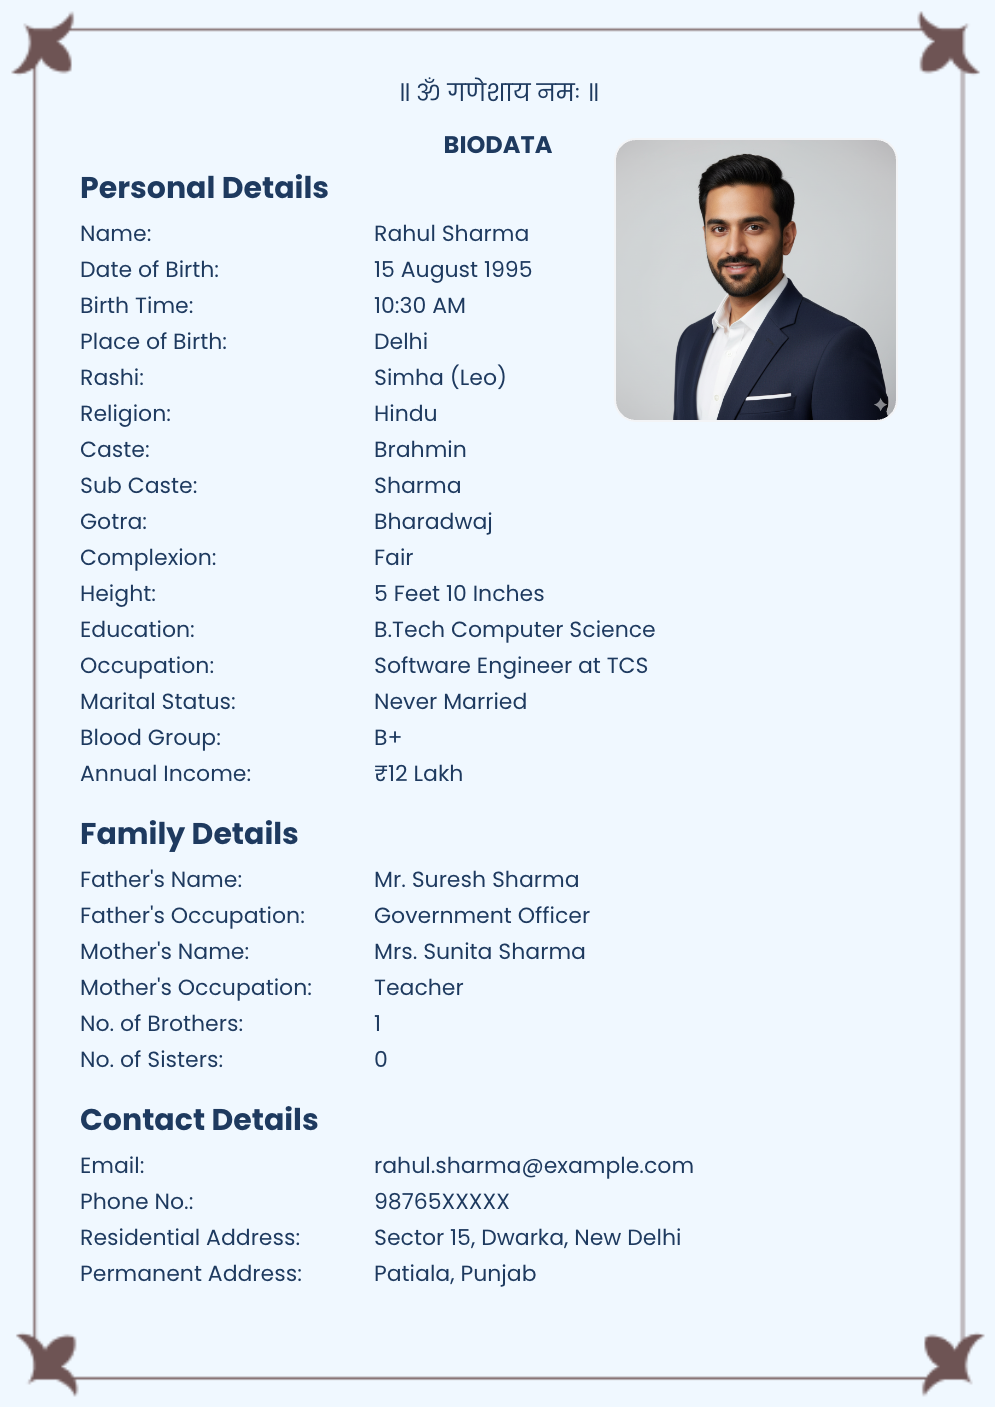 ॥ ॐ गणेशाय नमः ॥
BIODATA
Personal Details
Name: Rahul Sharma
Date of Birth: 15 August 1995
Birth Time: 10:30 AM
Place of Birth: Delhi
Rashi: Simha (Leo)
Religion: Hindu
Caste: Brahmin
Sub Caste: Sharma
Gotra: Bharadwaj
Complexion: Fair
Height: 5 Feet 10 Inches
Education: B.Tech Computer Science
Occupation: Software Engineer at TCS
Marital Status: Never Married
Blood Group: B+
Annual Income: ₹12 Lakh
Family Details
Father's Name: Mr. Suresh Sharma
Father's Occupation: Government Officer
Mother's Name: Mrs. Sunita Sharma
Mother's Occupation: Teacher
No. of Brothers: 1
No. of Sisters: 0
Contact Details
Email: rahul.sharma@example.com
Phone No.: 98765XXXXX
Residential Address: Sector 15, Dwarka, New Delhi
Permanent Address: Patiala, Punjab